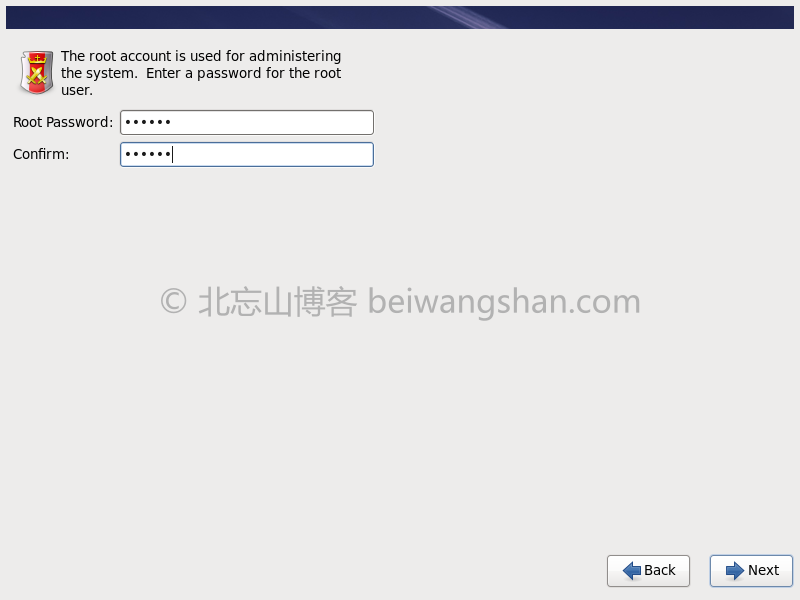 The root account is used for administering
the system.  Enter a password for the root
user.
Root Password: ••••••
Confirm: ••••••
© 北忘山博客 beiwangshan.com
Back Next